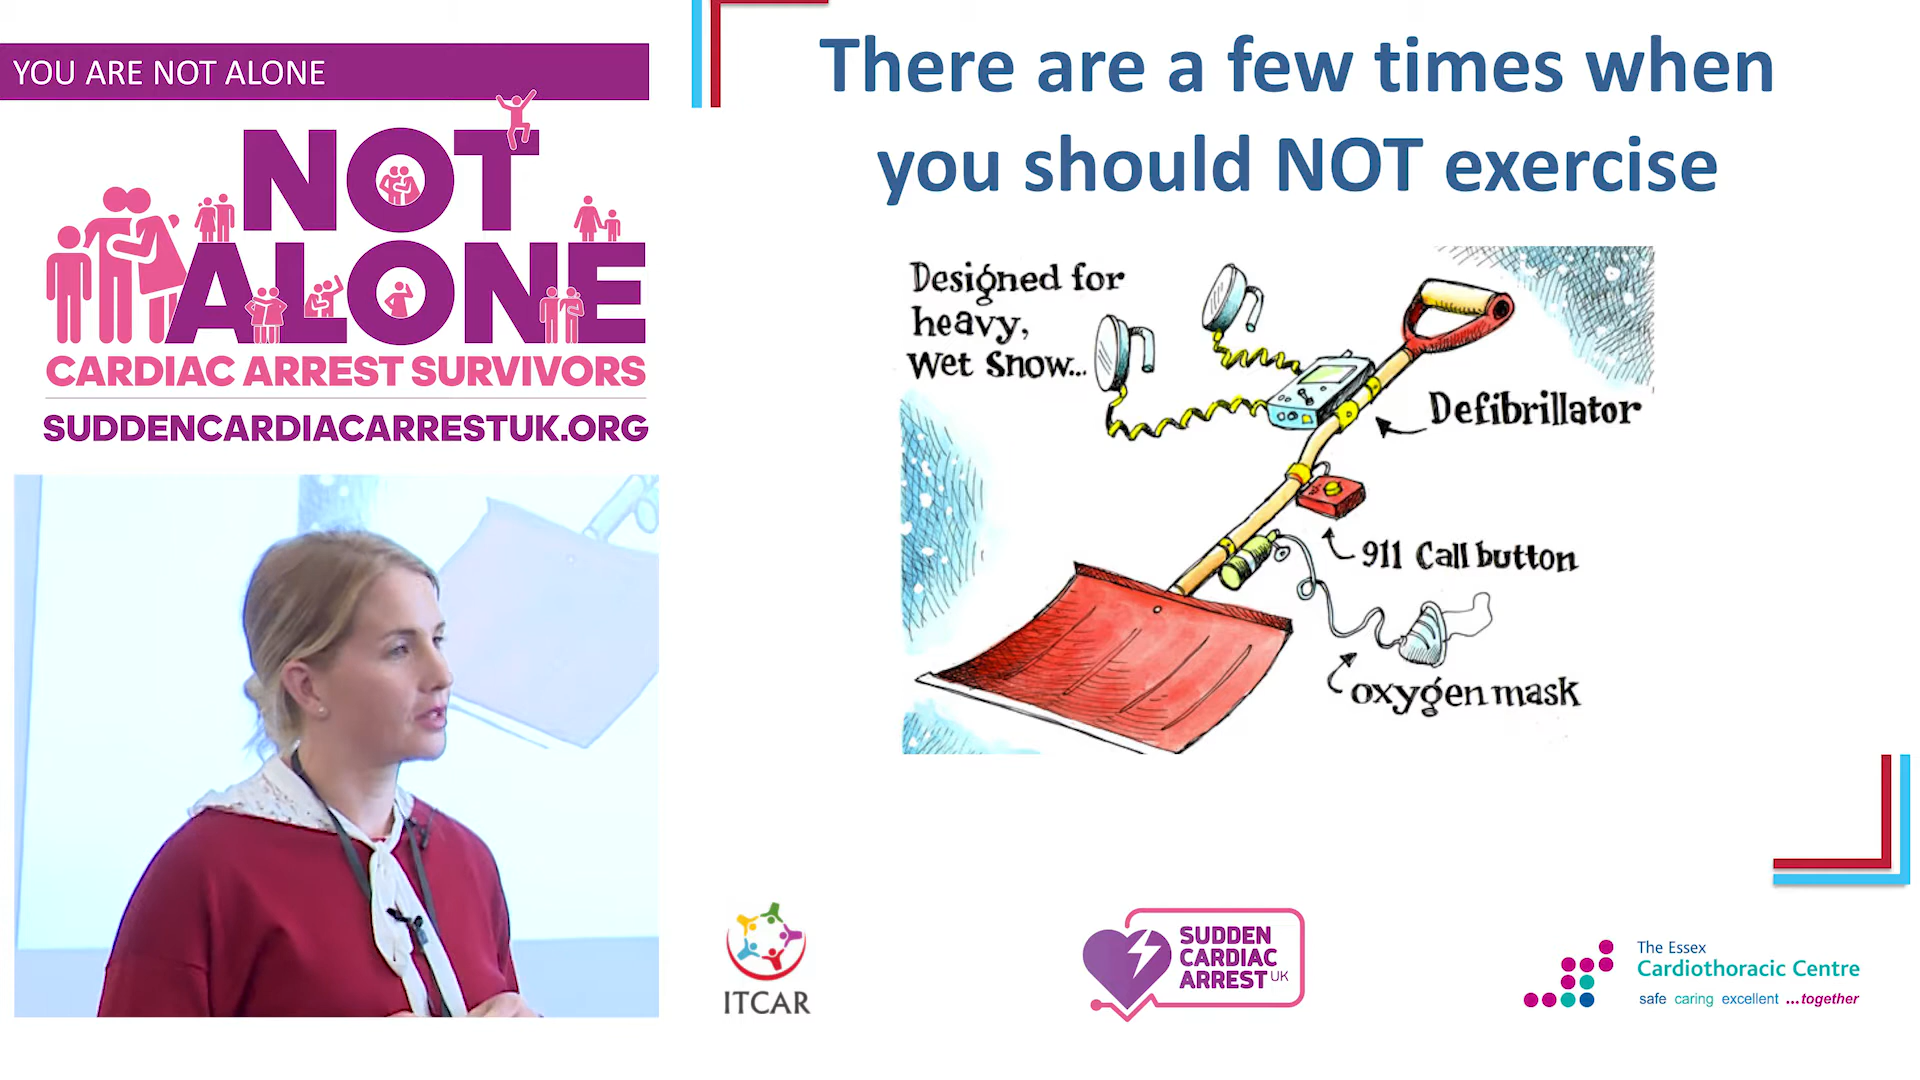 YOU ARE NOT ALONE
NOT
ALONE
CARDIAC ARREST SURVIVORS
SUDDENCARDIACARRESTUK.ORG
There are a few times when
you should NOT exercise
Designed for
heavy,
Wet Snow...
Defibrillator
911 Call button
oxygen mask
ITCAR
SUDDEN
CARDIAC
ARREST UK
The Essex
Cardiothoracic Centre
safe caring excellent ...together